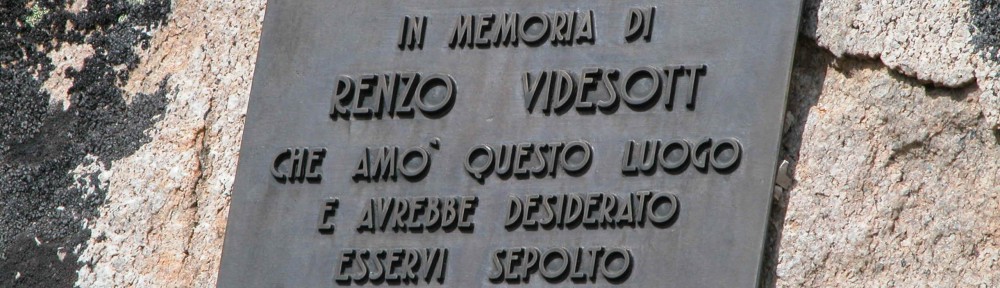 IN MEMORIA DI
RENZO VIDESOTT
CHE AMO` QUESTO LUOGO
E AVREBBE DESIDERATO
ESSERVI SEPOLTO